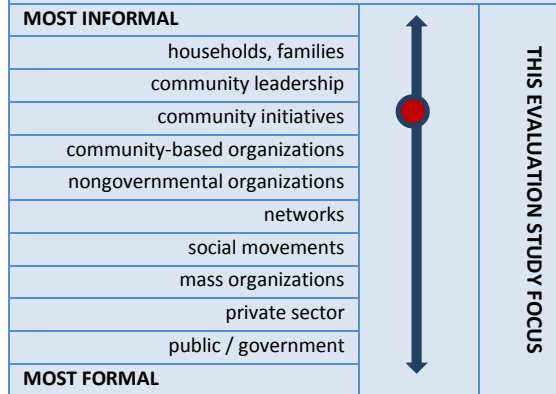 MOST INFORMAL
households, families
community leadership
community initiatives
community-based organizations
nongovernmental organizations
networks
social movements
mass organizations
private sector
public / government
MOST FORMAL
THIS EVALUATION STUDY FOCUS